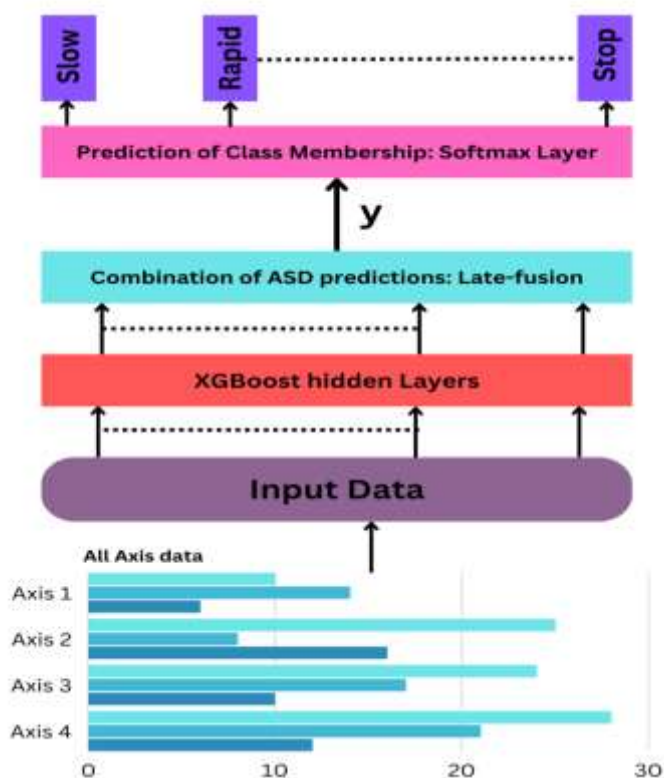 Slow
Rapid
Stop
Prediction of Class Membership: Softmax Layer
y
Combination of ASD predictions: Late-fusion
XGBoost hidden Layers
Input Data
All Axis data
Axis 1
Axis 2
Axis 3
Axis 4
0 10 20 30